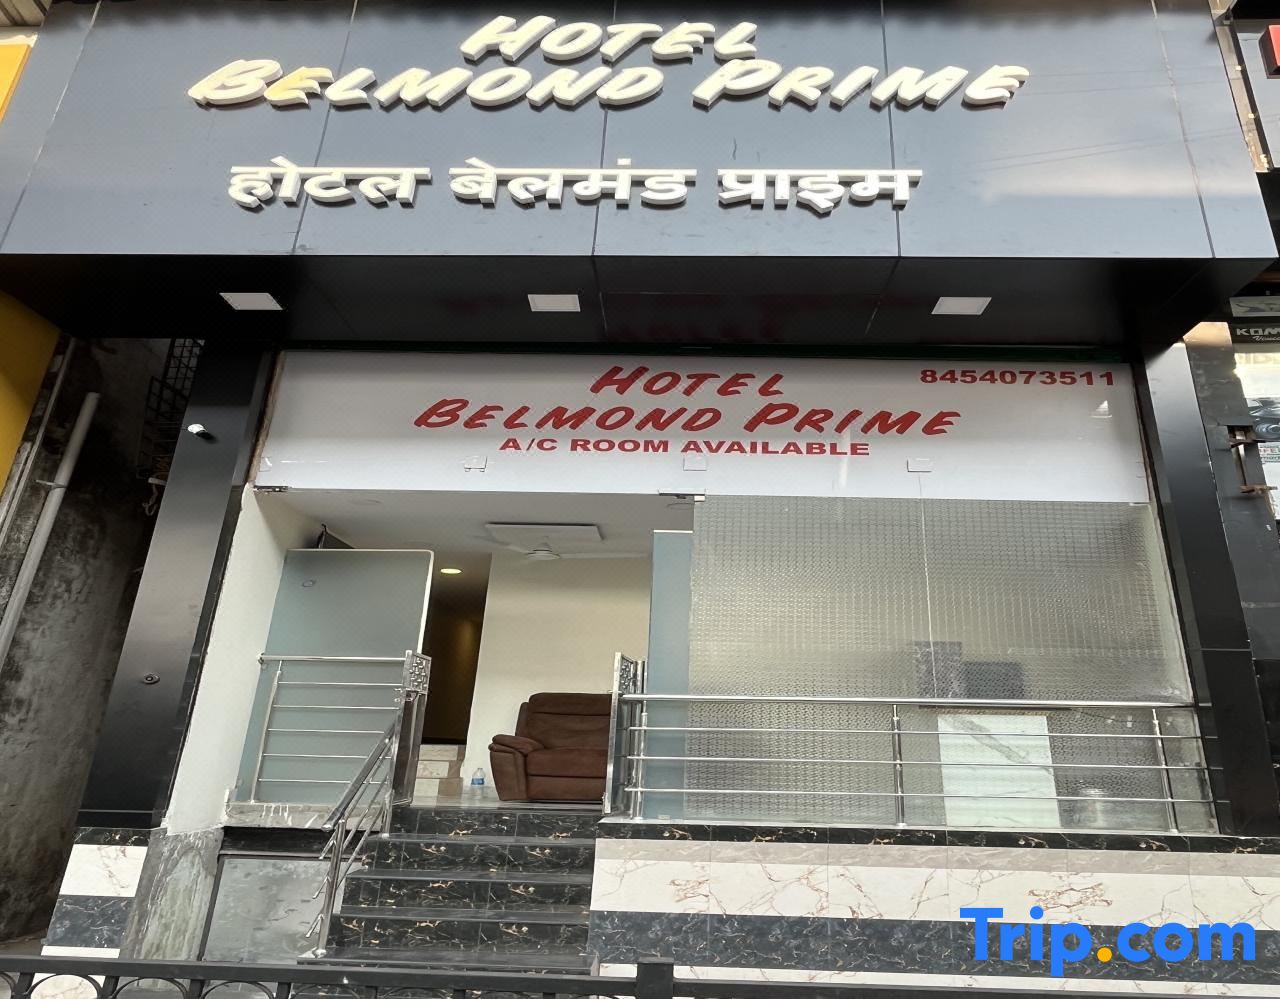 HOTEL
BELMOND PRIME
होटल बेलमंड प्राइम
HOTEL
BELMOND PRIME
8454073511
A/C ROOM AVAILABLE
Trip.com